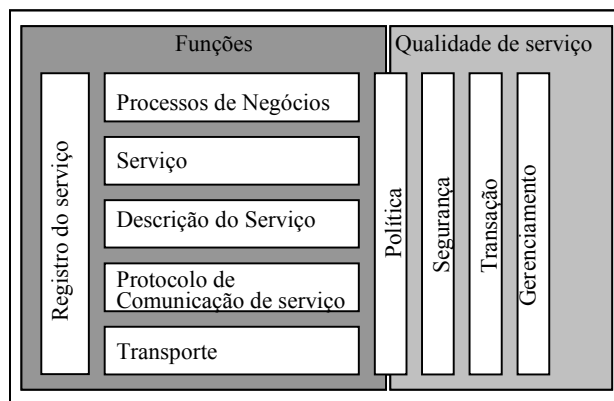 Funções
Qualidade de serviço
Registro do serviço
Processos de Negócios
Serviço
Descrição do Serviço
Protocolo de
Comunicação de serviço
Transporte
Política
Segurança
Transação
Gerenciamento